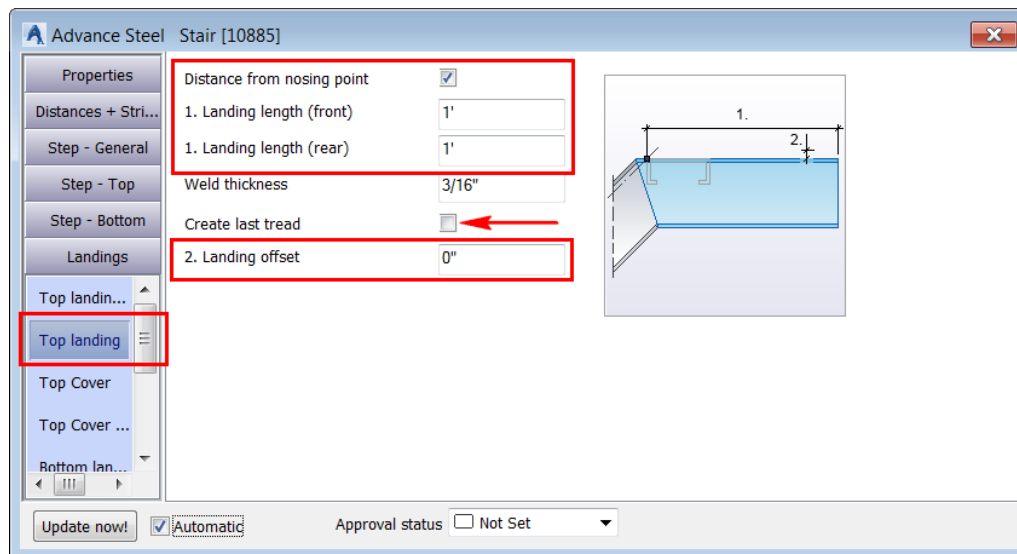 Advance Steel Stair [10885]
Properties
Distances + Stri...
Step - General
Step - Top
Step - Bottom
Landings
Top landin...
Top landing
Top Cover
Top Cover ...
Bottom lan...
Distance from nosing point
1. Landing length (front) 1'
1. Landing length (rear) 1'
Weld thickness 3/16"
Create last tread
2. Landing offset 0"
1.
2.
Update now! Automatic Approval status Not Set